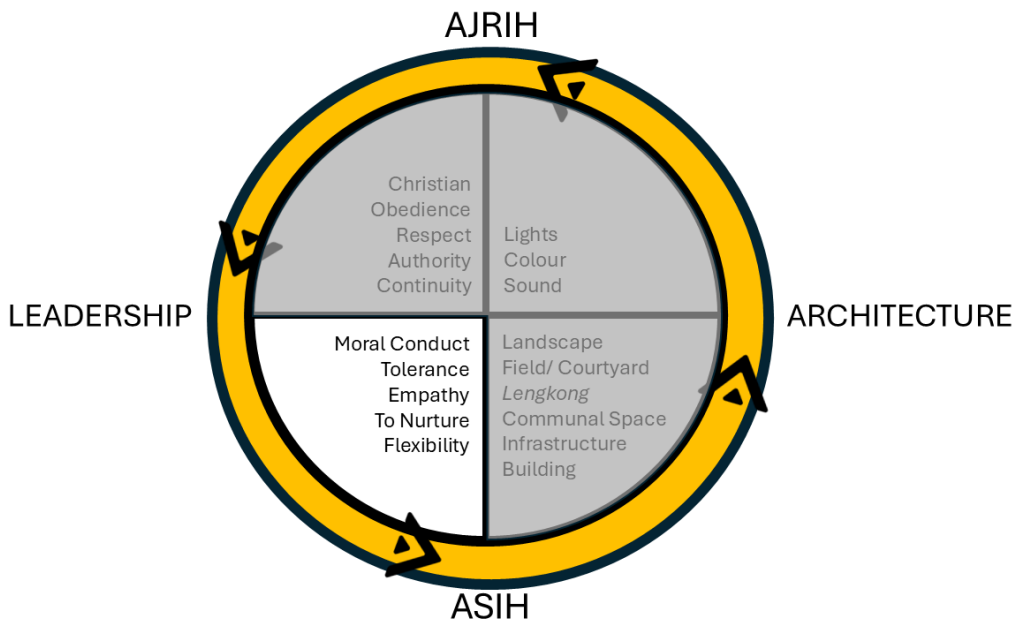 AJRIH
Christian
Obedience
Respect
Authority
Continuity
Lights
Colour
Sound
LEADERSHIP
ARCHITECTURE
Moral Conduct
Tolerance
Empathy
To Nurture
Flexibility
Landscape
Field/ Courtyard
Lengkong
Communal Space
Infrastructure
Building
ASIH